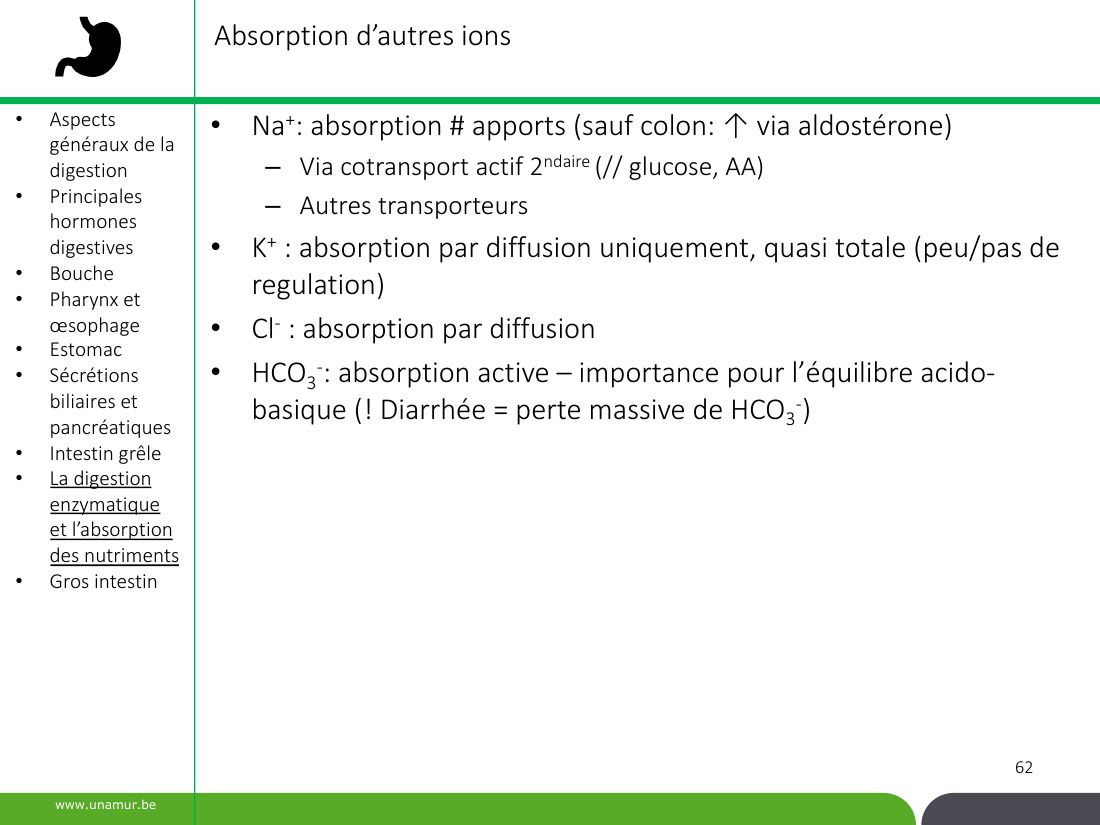 Absorption d’autres ions
• Aspects
généraux de la
digestion
• Principales
hormones
digestives
• Bouche
• Pharynx et
œsophage
• Estomac
• Sécrétions
biliaires et
pancréatiques
• Intestin grêle
• La digestion
enzymatique
et l’absorption
des nutriments
• Gros intestin
• Na⁺: absorption # apports (sauf colon: ↑ via aldostérone)
– Via cotransport actif 2ⁿᵈᵃⁱʳᵉ (// glucose, AA)
– Autres transporteurs
• K⁺ : absorption par diffusion uniquement, quasi totale (peu/pas de
regulation)
• Cl⁻ : absorption par diffusion
• HCO₃⁻: absorption active – importance pour l’équilibre acido-
basique (! Diarrhée = perte massive de HCO₃⁻)
62
www.unamur.be